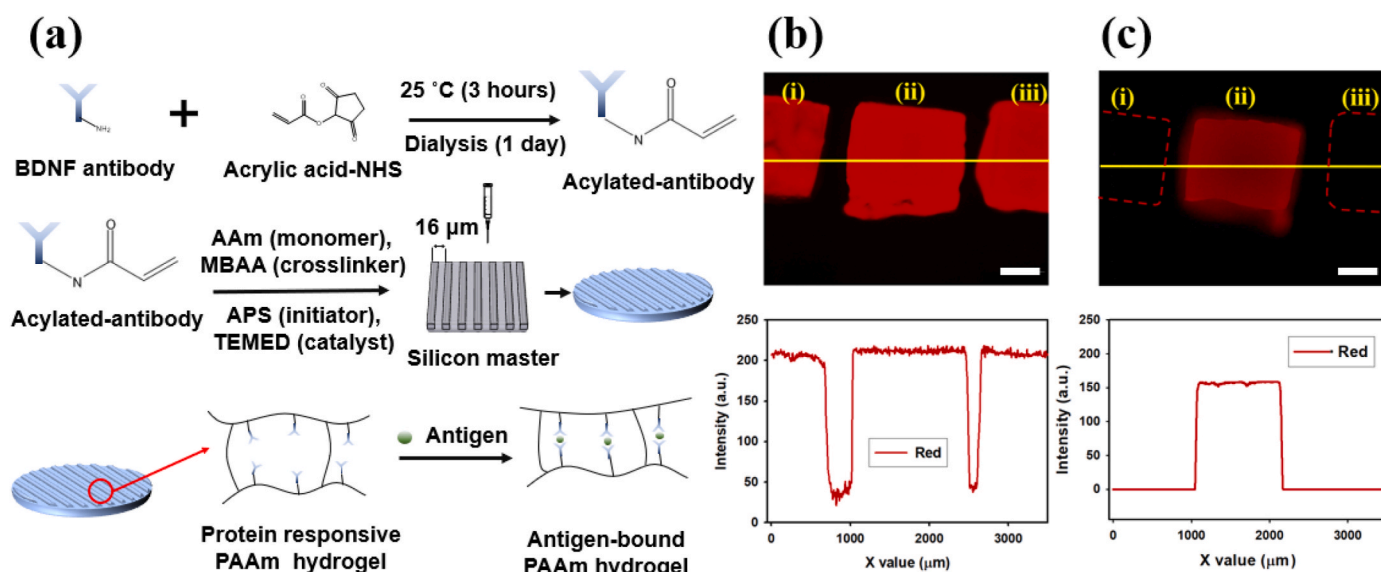 (a)
BDNF antibody
NH₂
+
O
O
O
O
Acrylic acid-NHS
25 °C (3 hours)
Dialysis (1 day)
N
O
Acylated-antibody
N
O
Acylated-antibody
AAm (monomer),
MBAA (crosslinker)
APS (initiator),
TEMED (catalyst)
16 μm
Silicon master
Protein responsive
PAAm hydrogel
Antigen
Antigen-bound
PAAm hydrogel
(b)
(i) (ii) (iii)
Intensity (a.u.)
250
200
150
100
50
0
Red
0 1000 2000 3000
X value (μm)
(c)
(i) (ii) (iii)
Intensity (a.u.)
250
200
150
100
50
0
Red
0 1000 2000 3000
X value (μm)